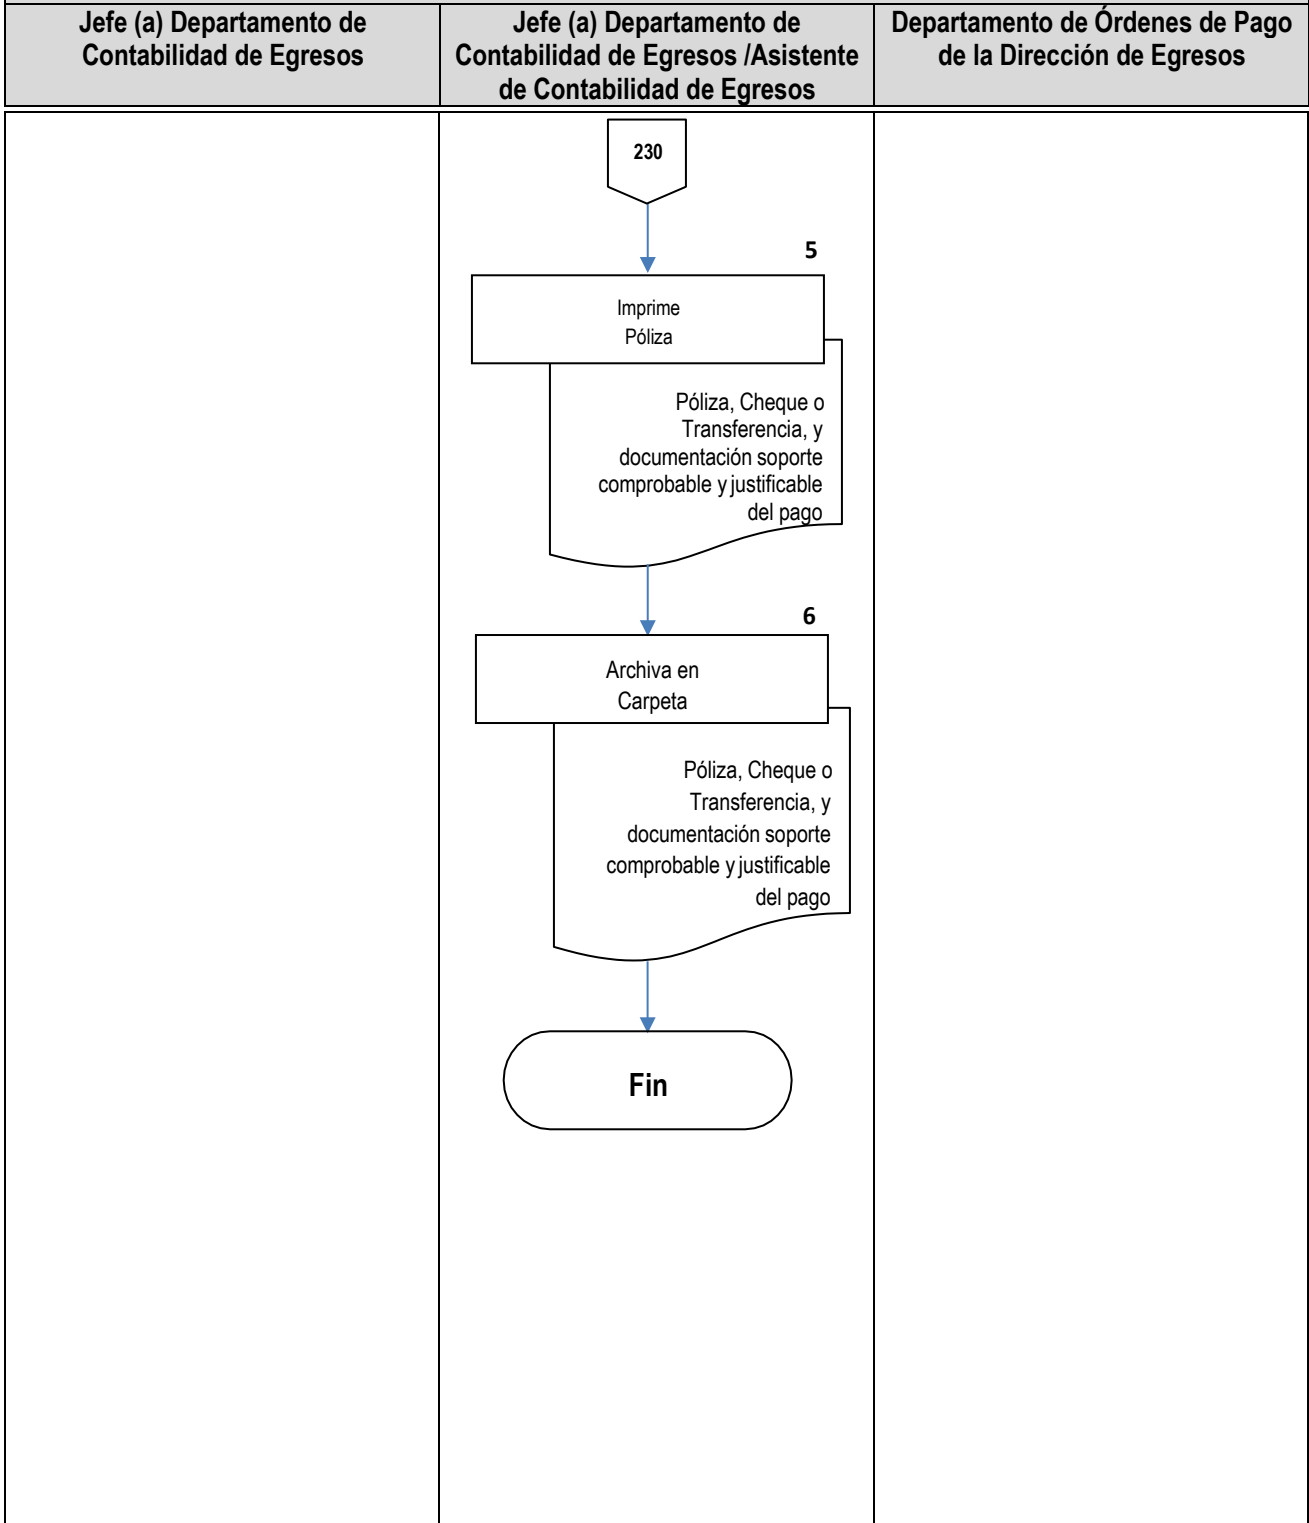 Jefe (a) Departamento de
Contabilidad de Egresos
Jefe (a) Departamento de
Contabilidad de Egresos /Asistente
de Contabilidad de Egresos
Departamento de Órdenes de Pago
de la Dirección de Egresos
230
5
Imprime
Póliza
Póliza, Cheque o
Transferencia, y
documentación soporte
comprobable y justificable
del pago
6
Archiva en
Carpeta
Póliza, Cheque o
Transferencia, y
documentación soporte
comprobable y justificable
del pago
Fin